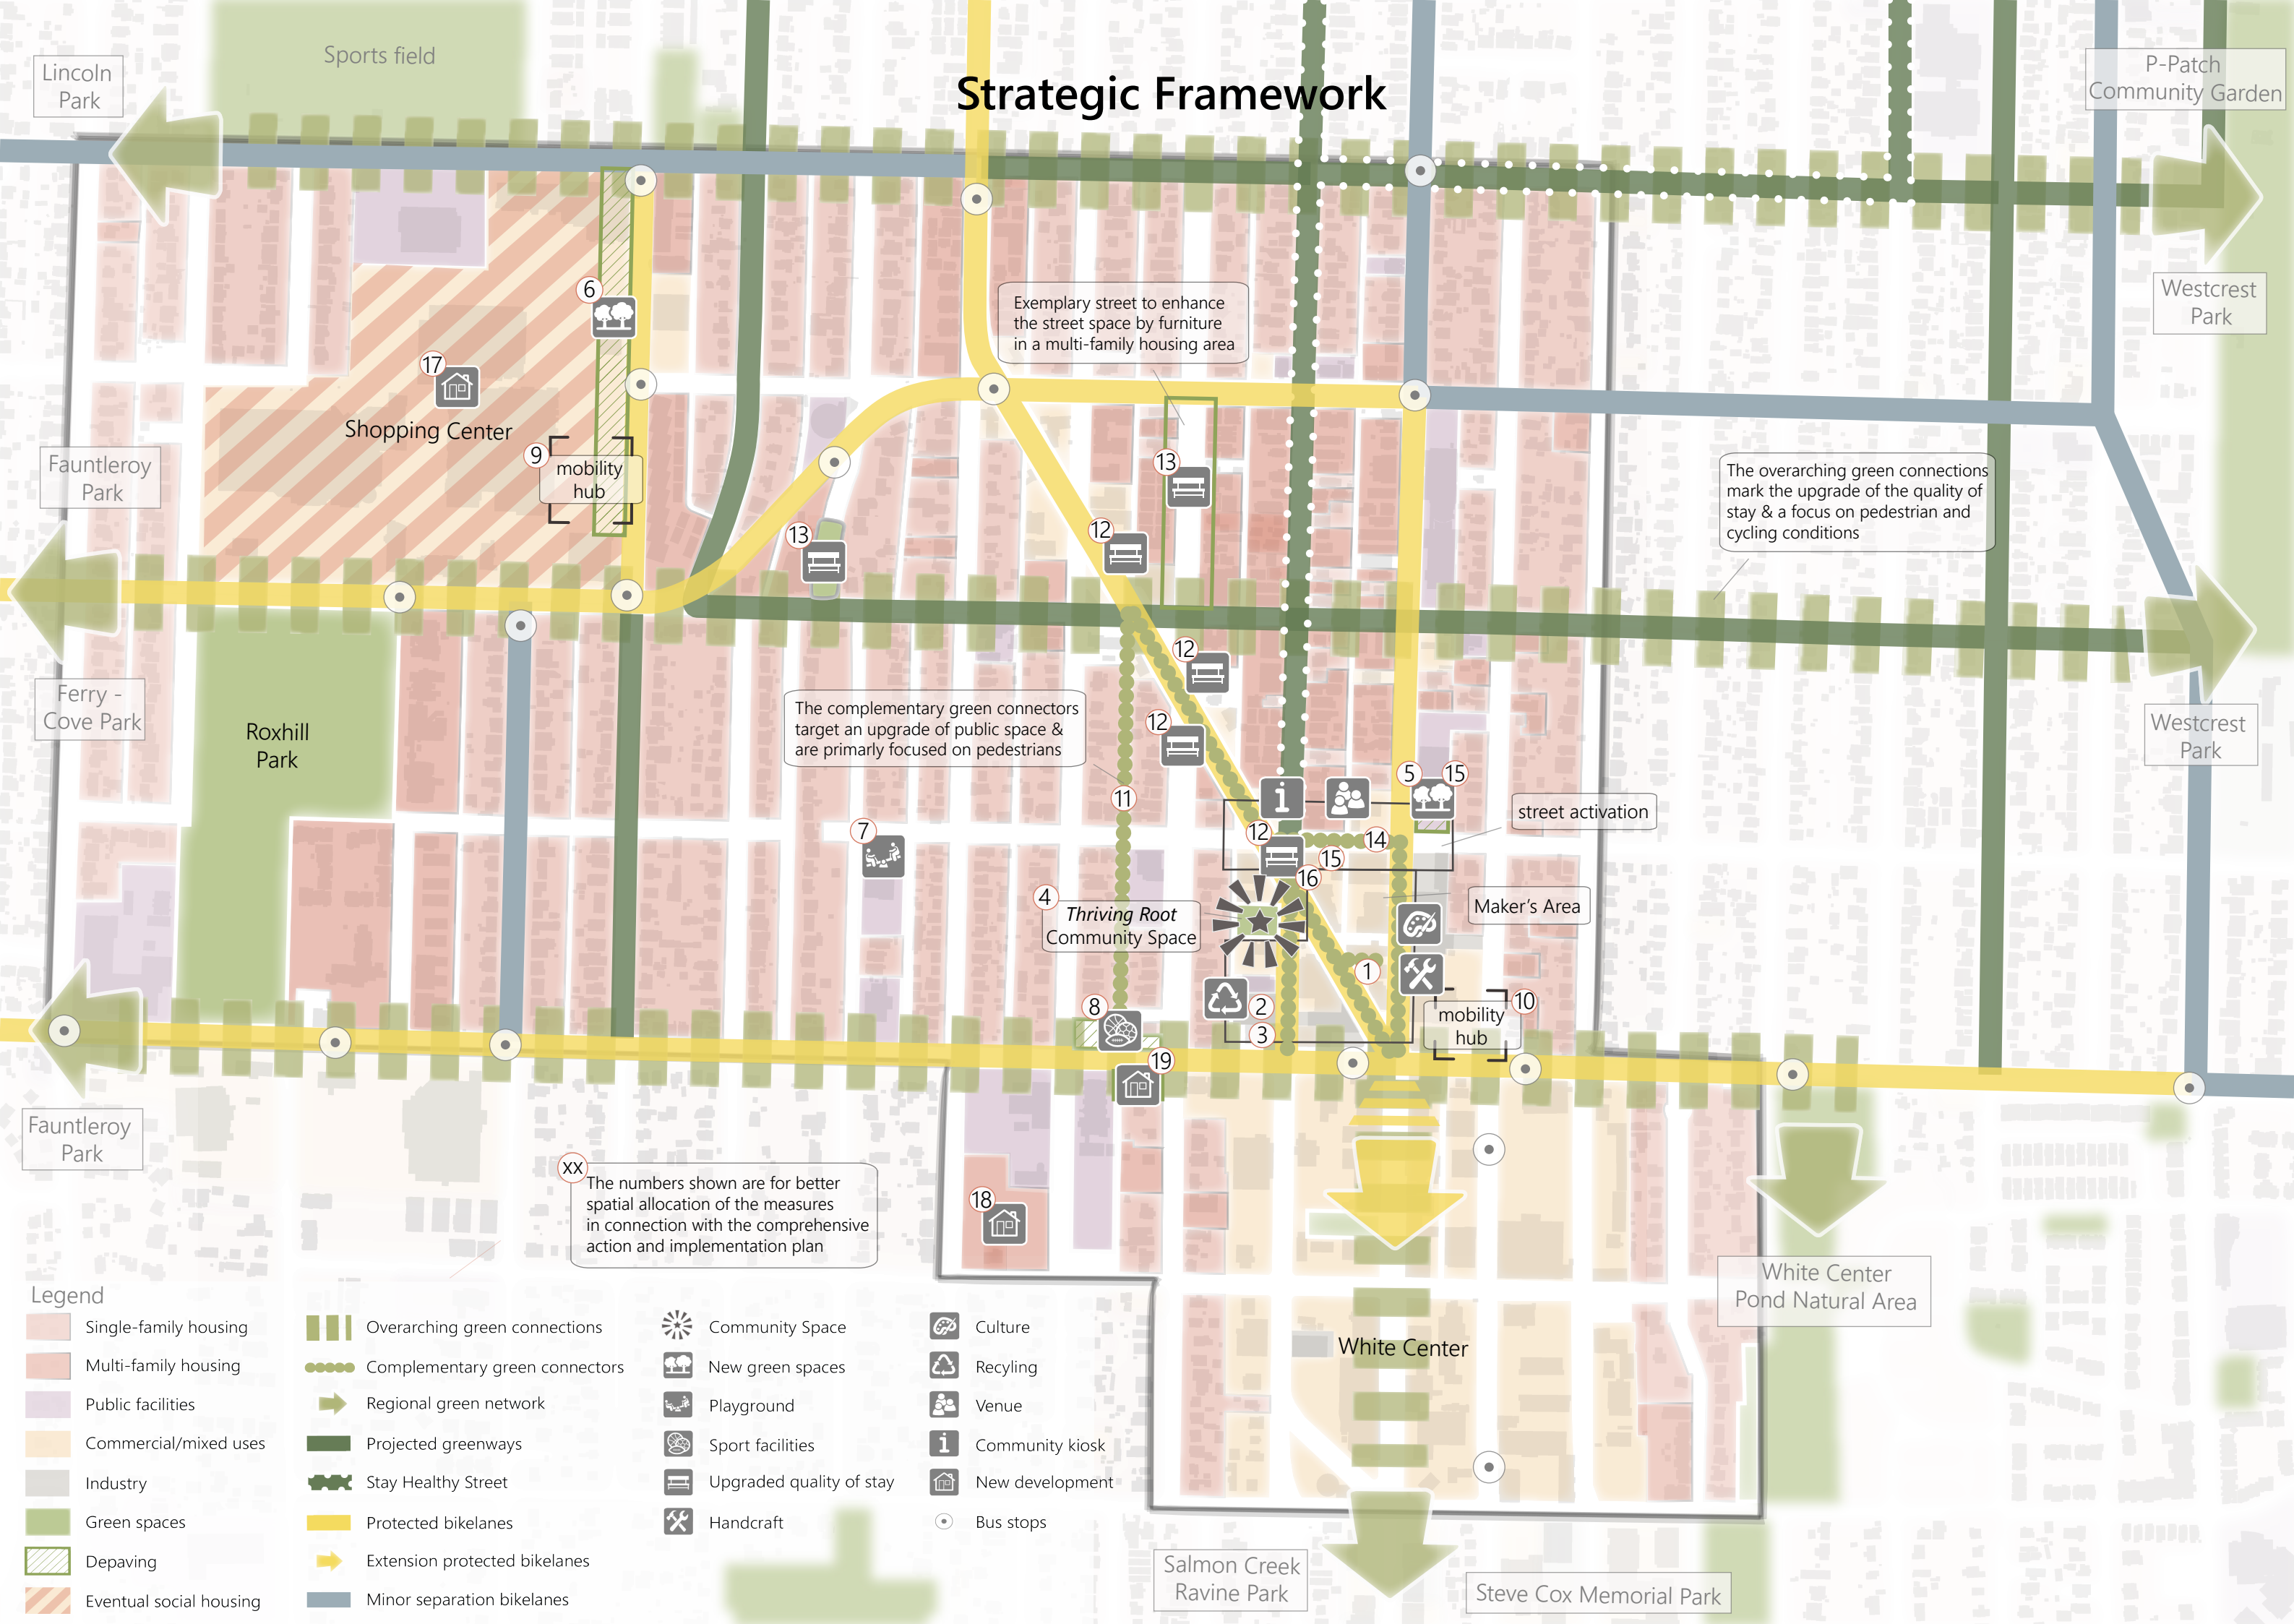 Strategic Framework
Sports field
Lincoln
Park
P-Patch
Community Garden
Westcrest
Park
6
Exemplary street to enhance
the street space by furniture
in a multi-family housing area
17
Shopping Center
Fauntleroy
Park
9
mobility
hub
13
13
12
The overarching green connections
mark the upgrade of the quality of
stay & a focus on pedestrian and
cycling conditions
Ferry -
Cove Park
Roxhill
Park
12
12
The complementary green connectors
target an upgrade of public space &
are primarly focused on pedestrians
11
Westcrest
Park
5
15
i
street activation
7
12
14
15
16
4
Thriving Root
Community Space
Maker's Area
1
2
3
8
10
mobility
hub
19
Fauntleroy
Park
18
xx
The numbers shown are for better
spatial allocation of the measures
in connection with the comprehensive
action and implementation plan
White Center
Pond Natural Area
White Center
Salmon Creek
Ravine Park
Steve Cox Memorial Park
Legend
Single-family housing
Multi-family housing
Public facilities
Commercial/mixed uses
Industry
Green spaces
Depaving
Eventual social housing
Overarching green connections
Complementary green connectors
Regional green network
Projected greenways
Stay Healthy Street
Protected bikelanes
Extension protected bikelanes
Minor separation bikelanes
Community Space
New green spaces
Playground
Sport facilities
Upgraded quality of stay
Handcraft
Culture
Recyling
Venue
i
Community kiosk
New development
Bus stops